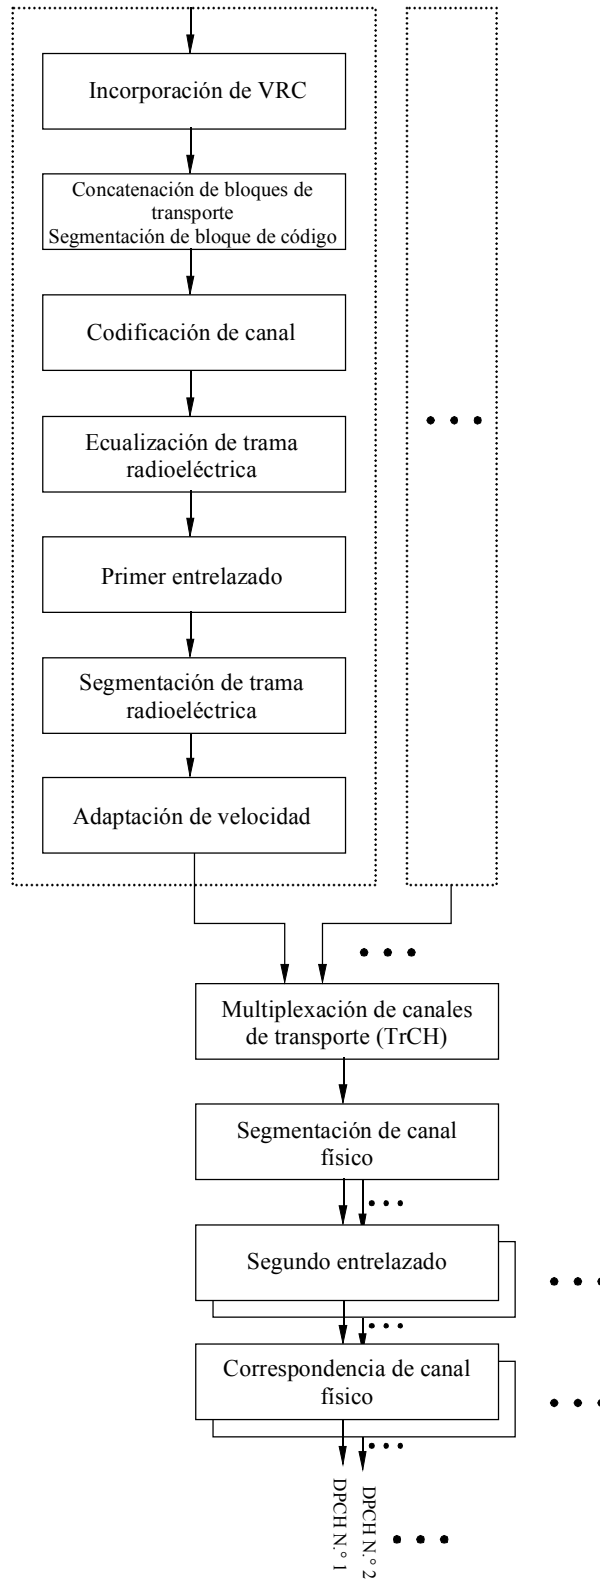 Incorporación de VRC
Concatenación de bloques de
transporte
Segmentación de bloque de código
Codificación de canal
Ecualización de trama
radioeléctrica
Primer entrelazado
Segmentación de trama
radioeléctrica
Adaptación de velocidad
Multiplexación de canales
de transporte (TrCH)
Segmentación de canal
físico
Segundo entrelazado
Correspondencia de canal
físico
DPCH N.° 1
DPCH N.° 2